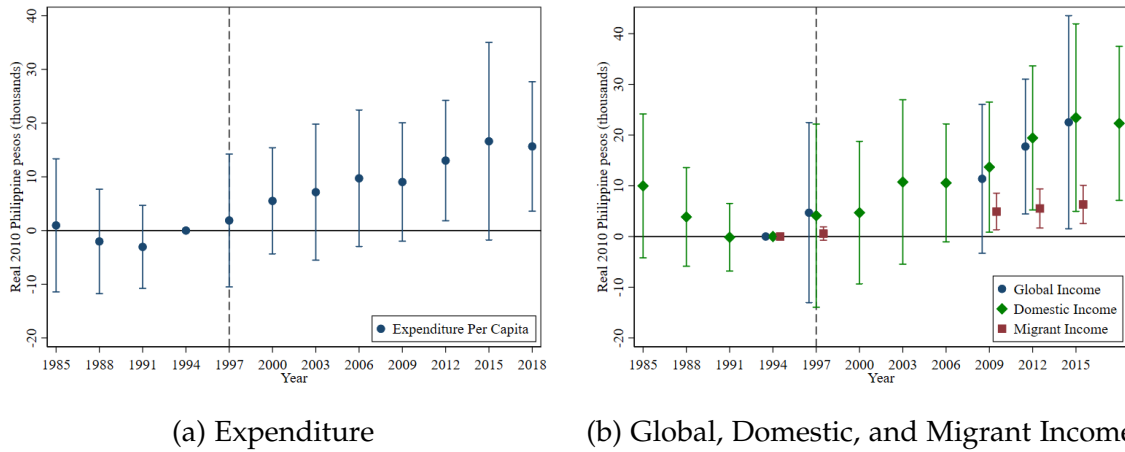 Real 2010 Philippine pesos (thousands)
40
30
20
10
0
-10
-20
1985 1988 1991 1994 1997 2000 2003 2006 2009 2012 2015 2018
Year
Expenditure Per Capita
(a) Expenditure
Real 2010 Philippine pesos (thousands)
40
30
20
10
0
-10
-20
1985 1988 1991 1994 1997 2000 2003 2006 2009 2012 2015
Year
Global Income
Domestic Income
Migrant Income
(b) Global, Domestic, and Migrant Income